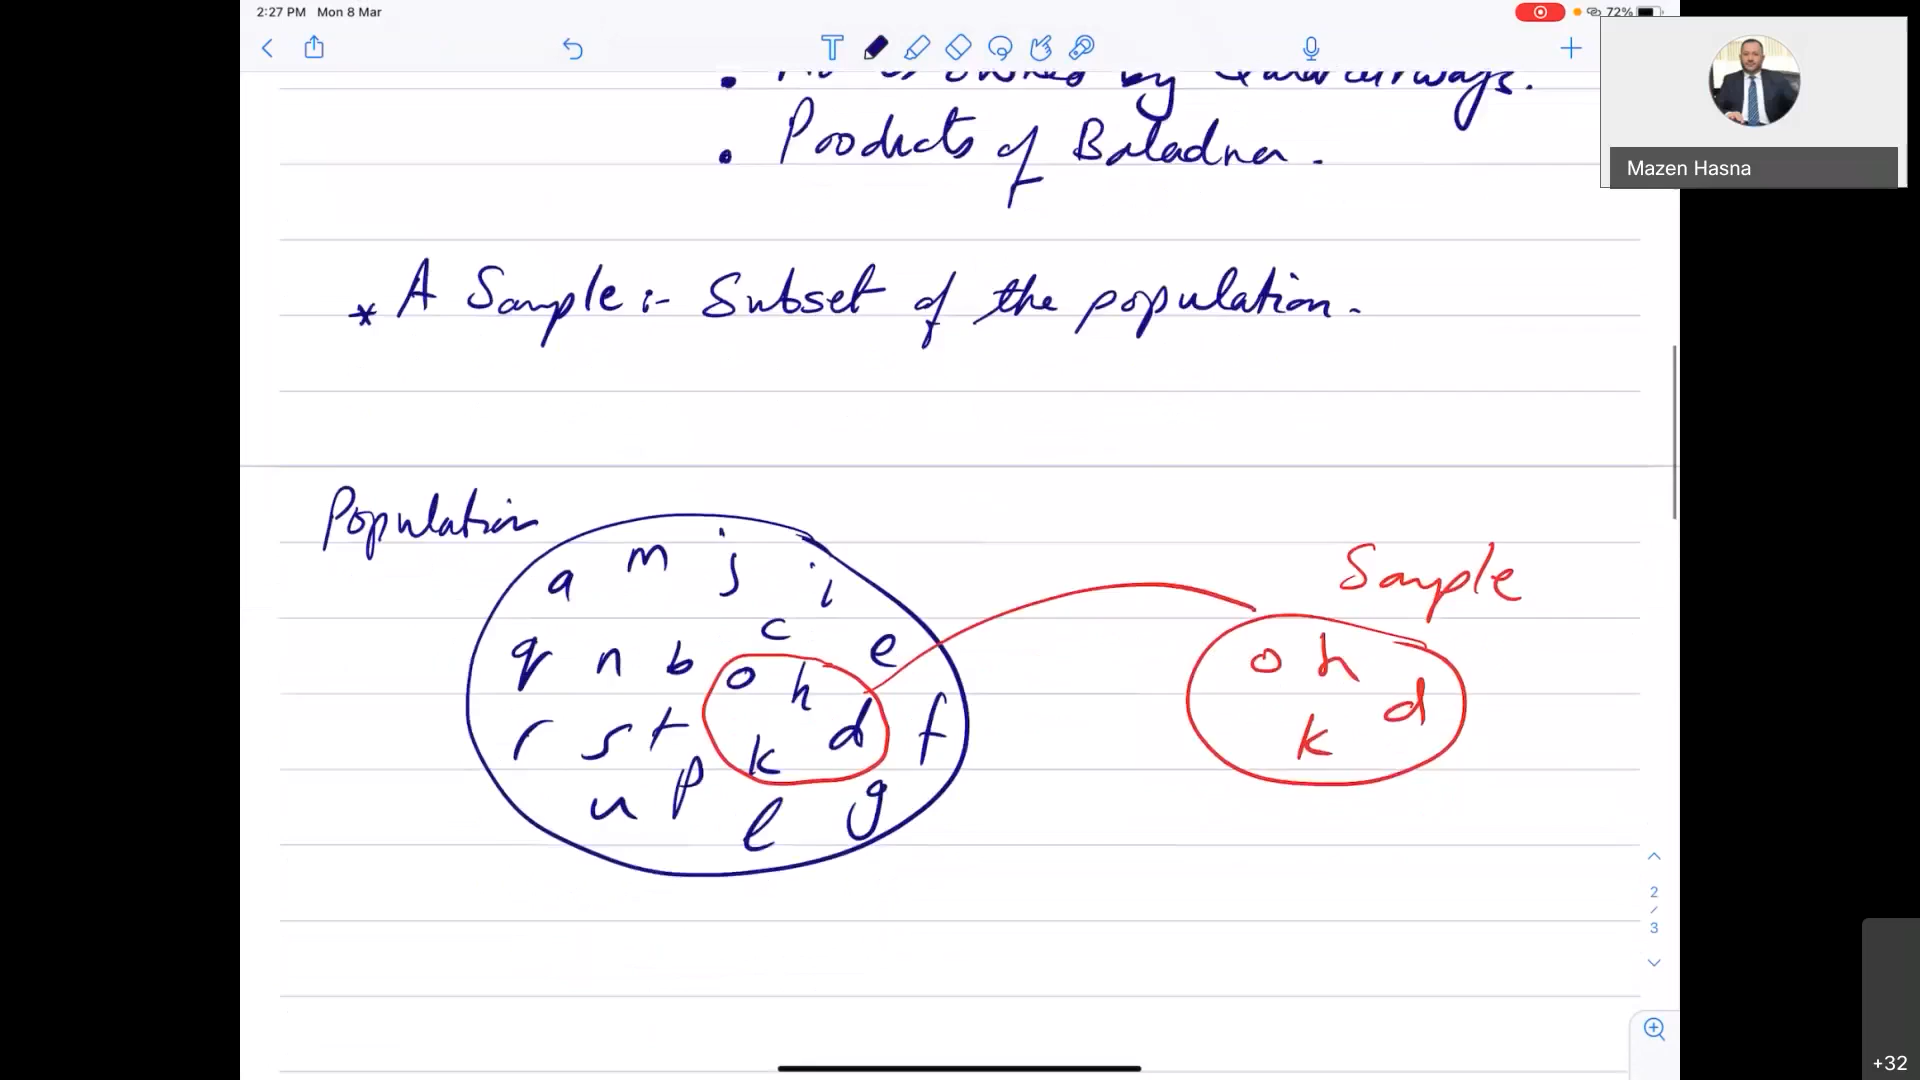 2:27 PM Mon 8 Mar
72%
T
by
• Products of Baladna.
* A Sample:- Subset of the population.
Population
a m j i
q n b c e
o h
r s t k d f
u p l g
Sample
o h
d
k
Mazen Hasna
2
/
3
+32